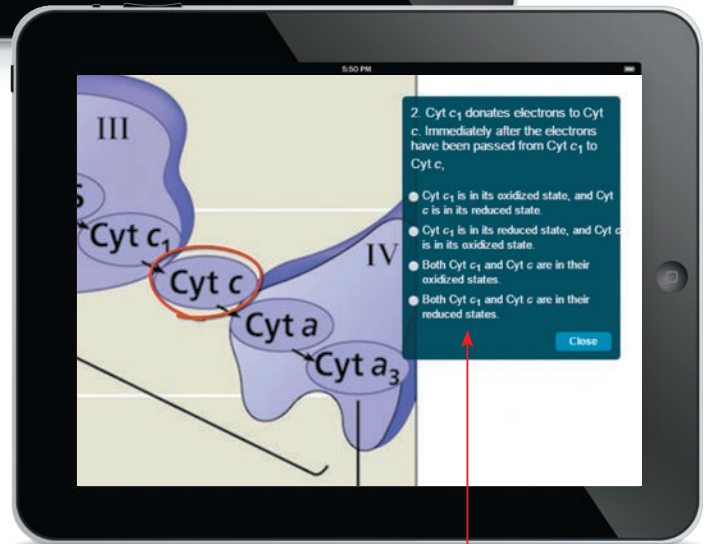 5:50 PM
III
Cyt c₁
Cyt c
IV
Cyt a
Cyt a₃
2. Cyt c₁ donates electrons to Cyt
c. Immediately after the electrons
have been passed from Cyt c₁ to
Cyt c,
Cyt c₁ is in its oxidized state, and Cyt
c is in its reduced state.
Cyt c₁ is in its reduced state, and Cyt c
is in its oxidized state.
Both Cyt c₁ and Cyt c are in their
oxidized states.
Both Cyt c₁ and Cyt c are in their
reduced states.
Close